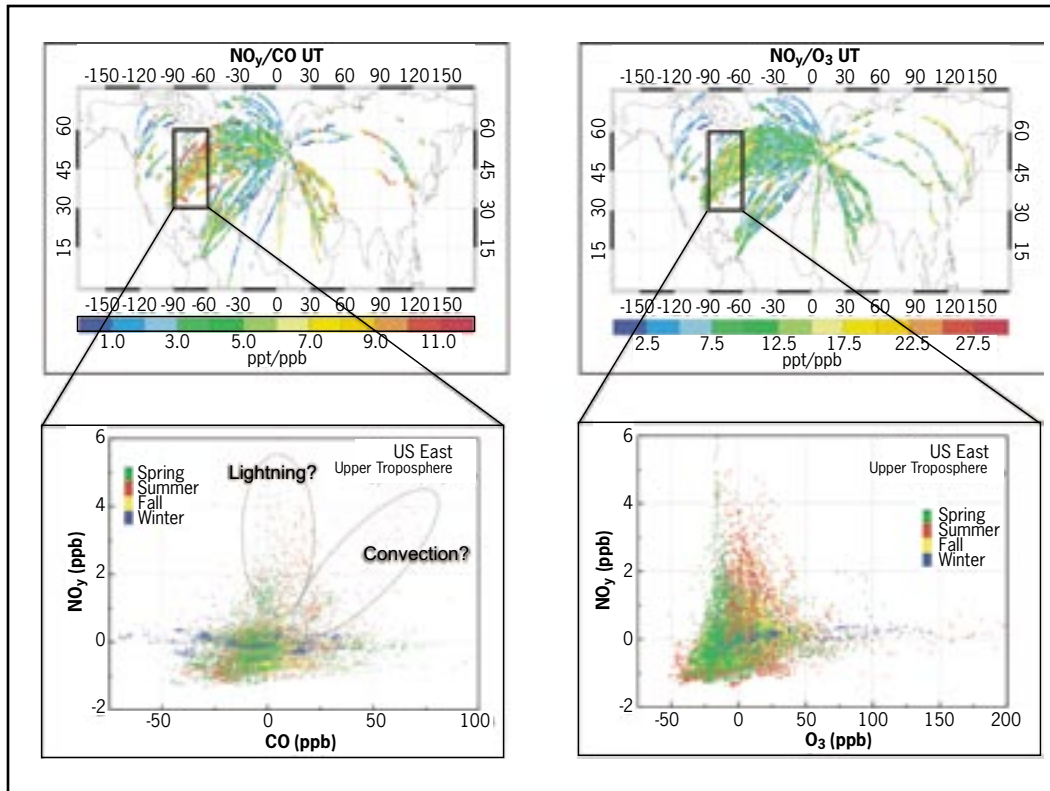 NOy/CO UT
-150 -120 -90 -60 -30 0 30 60 90 120 150
60 60
45 45
30 30
15 15
-150 -120 -90 -60 -30 0 30 60 90 120 150
1.0 3.0 5.0 7.0 9.0 11.0
ppt/ppb
NOy/O3 UT
-150 -120 -90 -60 -30 0 30 60 90 120 150
60 60
45 45
30 30
15 15
-150 -120 -90 -60 -30 0 30 60 90 120 150
2.5 7.5 12.5 17.5 22.5 27.5
ppt/ppb
6
4
2
0
-2
NOy (ppb)
US East
Upper Troposphere
Spring
Summer
Fall
Winter
Lightning?
Convection?
-50 0 50 100
CO (ppb)
6
4
2
0
-2
NOy (ppb)
US East
Upper Troposphere
Spring
Summer
Fall
Winter
-50 0 50 100 150 200
O3 (ppb)